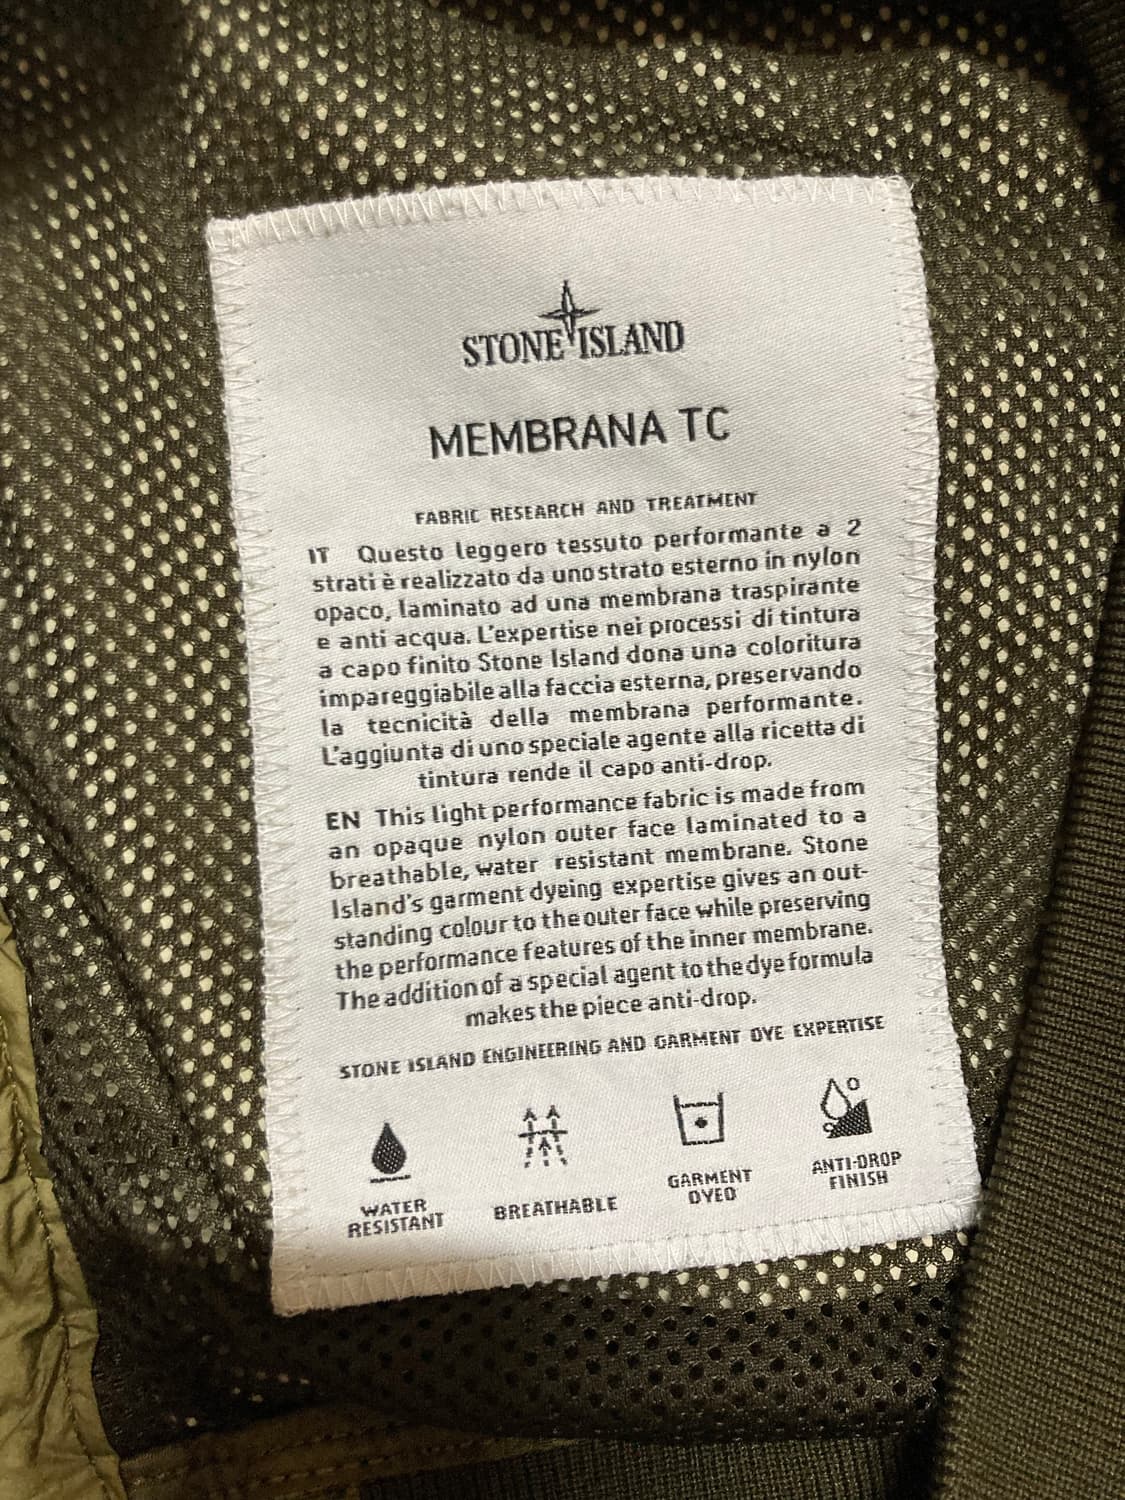 STONE ISLAND
MEMBRANA TC
FABRIC RESEARCH AND TREATMENT
IT Questo leggero tessuto performante a 2
strati è realizzato da uno strato esterno in nylon
opaco, laminato ad una membrana traspirante
e anti acqua. L'expertise nei processi di tintura
a capo finito Stone Island dona una coloritura
impareggiabile alla faccia esterna, preservando
la tecnicità della membrana performante.
L'aggiunta di uno speciale agente alla ricetta di
tintura rende il capo anti-drop.
EN This light performance fabric is made from
an opaque nylon outer face laminated to a
breathable, water resistant membrane. Stone
Island's garment dyeing expertise gives an out-
standing colour to the outer face while preserving
the performance features of the inner membrane.
The addition of a special agent to the dye formula
makes the piece anti-drop.
STONE ISLAND ENGINEERING AND GARMENT DYE EXPERTISE
WATER
RESISTANT
BREATHABLE
GARMENT
DYED
ANTI-DROP
FINISH